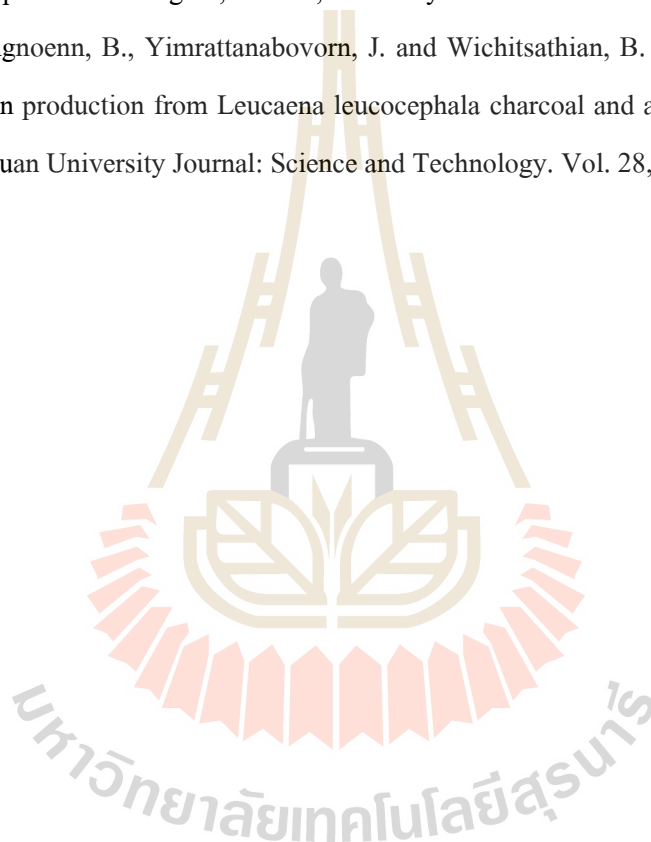 gnoenn, B., Yimrattanabovorn, J. and Wichitsathian, B.
n production from Leucaena leucocephala charcoal and a
uan University Journal: Science and Technology. Vol. 28,
มหาวิทยาลัยเทคโนโลยีสุรนารี